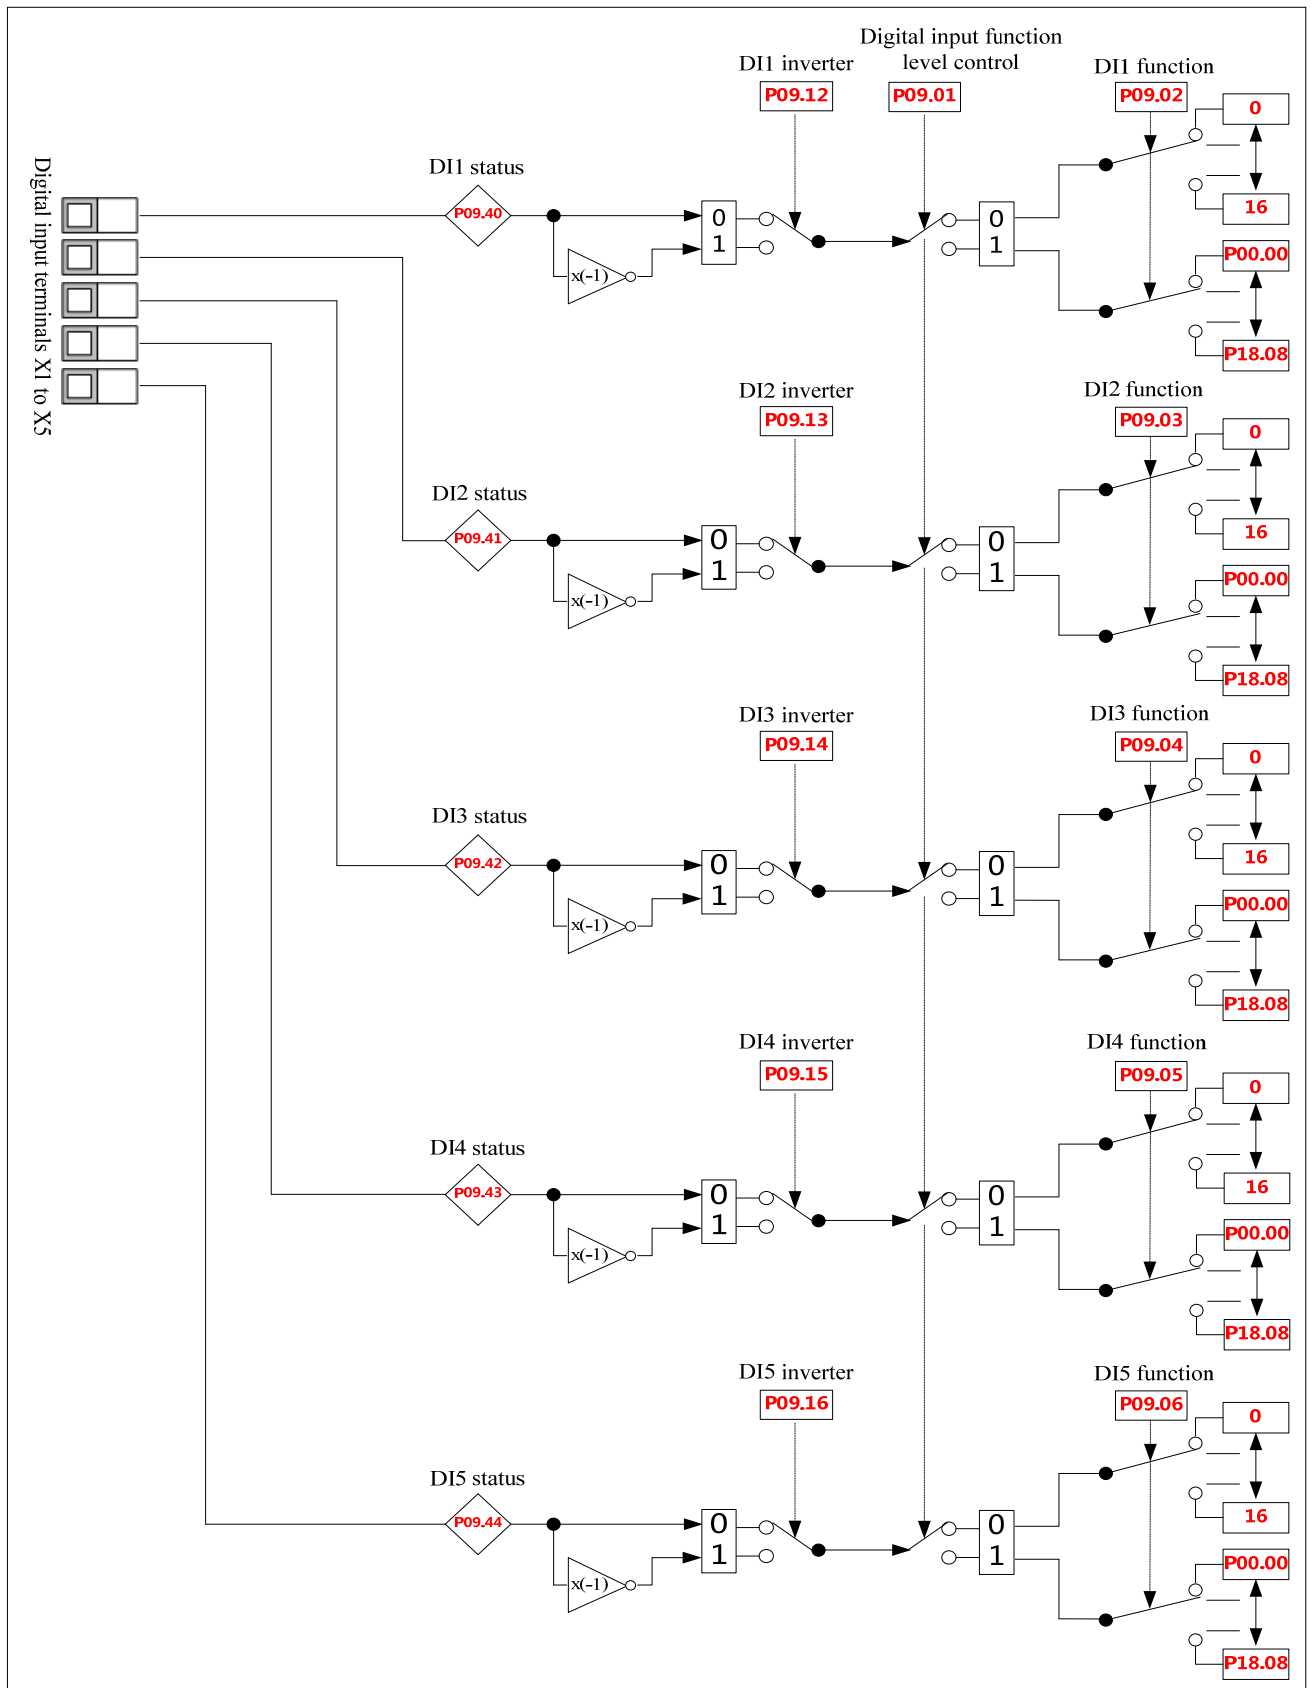 Digital input terminals X1 to X5
Digital input function
level control
DI1 inverter
DI1 function
P09.12
P09.01
P09.02
0
DI1 status
P09.40
0
1
0
1
16
x(-1)
P00.00
P18.08
DI2 inverter
DI2 function
P09.13
P09.03
0
DI2 status
P09.41
0
1
0
1
16
x(-1)
P00.00
P18.08
DI3 inverter
DI3 function
P09.14
P09.04
0
DI3 status
P09.42
0
1
0
1
16
x(-1)
P00.00
P18.08
DI4 inverter
DI4 function
P09.15
P09.05
0
DI4 status
P09.43
0
1
0
1
16
x(-1)
P00.00
P18.08
DI5 inverter
DI5 function
P09.16
P09.06
0
DI5 status
P09.44
0
1
0
1
16
x(-1)
P00.00
P18.08